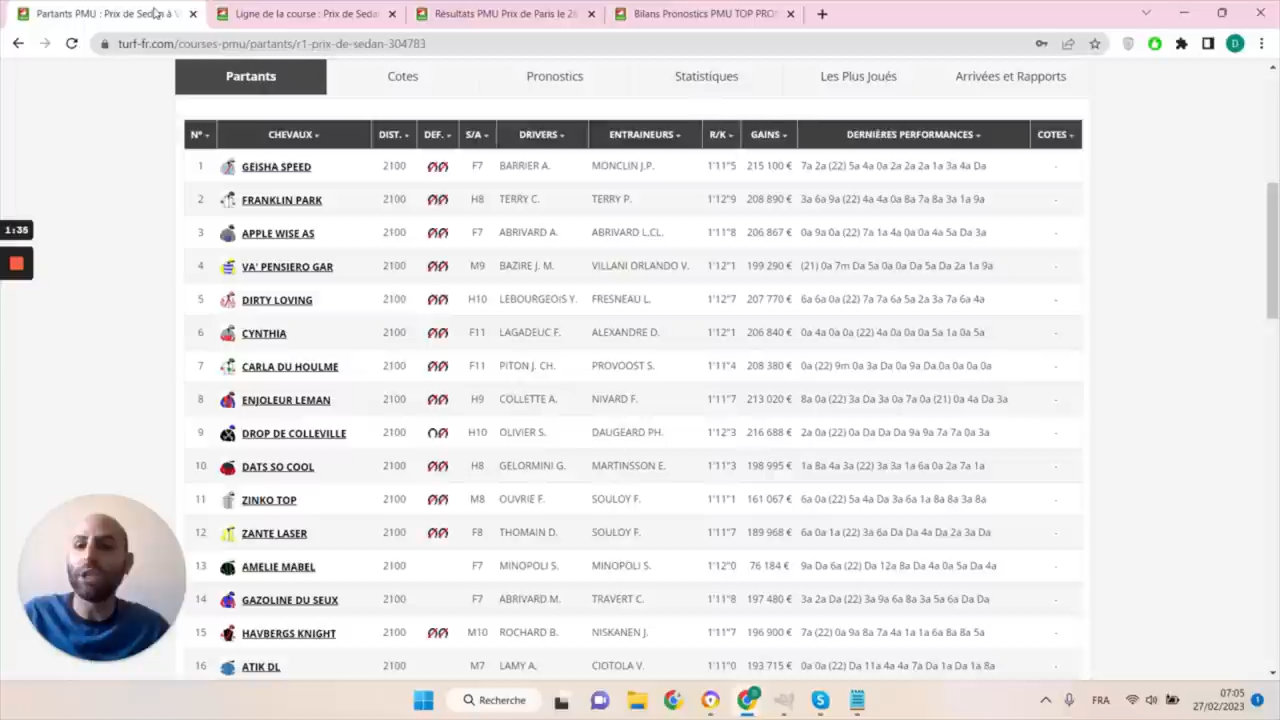 Partants PMU : Prix de Sedan à V
Ligne de la course : Prix de Sedan
Résultats PMU Prix de Paris le 26
Bilans Pronostics PMU TOP PRO
turf-fr.com/courses-pmu/partants/r1-prix-de-sedan-304783
D
Partants Cotes Pronostics Statistiques Les Plus Joués Arrivées et Rapports
N° CHEVAUX DIST. DEF. S/A DRIVERS ENTRAINEURS R/K GAINS DERNIÈRES PERFORMANCES COTES
1 GEISHA SPEED 2100 F7 BARRIER A. MONCLIN J.P. 1'11"5 215 100 € 7a 2a (22) 5a 4a 0a 2a 2a 2a 1a 3a 4a Da -
2 FRANKLIN PARK 2100 H8 TERRY C. TERRY P. 1'12"9 208 890 € 3a 6a 9a (22) 4a 4a 0a 8a 7a 8a 3a 1a 9a -
1:35
3 APPLE WISE AS 2100 F7 ABRIVARD A. ABRIVARD L.CL. 1'11"8 206 867 € 0a 9a 0a (22) 7a 1a 4a 0a 0a 4a 5a Da 3a -
4 VA' PENSIERO GAR 2100 M9 BAZIRE J. M. VILLANI ORLANDO V. 1'12"1 199 290 € (21) 0a 7m Da 5a 0a 0a Da 5a Da 2a 1a 9a -
5 DIRTY LOVING 2100 H10 LEBOURGEOIS Y. FRESNEAU L. 1'12"7 207 770 € 6a 6a 0a (22) 7a 7a 6a 5a 2a 3a 7a 6a 4a -
6 CYNTHIA 2100 F11 LAGADEUC F. ALEXANDRE D. 1'12"1 206 840 € 0a 4a 0a 0a (22) 4a 0a 0a 0a 5a 1a 0a 5a -
7 CARLA DU HOULME 2100 F11 PITON J. CH. PROVOOST S. 1'11"4 208 380 € 0a (22) 9m 0a 3a Da 0a 9a Da 0a 0a 0a 0a -
8 ENJOLEUR LEMAN 2100 H9 COLLETTE A. NIVARD F. 1'11"7 213 020 € 8a 0a (22) 3a Da 3a 0a 7a 0a (21) 0a 4a Da 3a -
9 DROP DE COLLEVILLE 2100 H10 OLIVIER S. DAUGEARD PH. 1'12"3 216 688 € 2a 0a (22) 0a Da Da Da 9a 9a 7a 7a 0a 3a -
10 DATS SO COOL 2100 H8 GELORMINI G. MARTINSSON E. 1'11"3 198 995 € 1a 8a 4a 3a (22) 3a 3a 1a 6a 0a 2a 7a 1a -
11 ZINKO TOP 2100 M8 OUVRIE F. SOULOY F. 1'11"1 161 067 € 6a 0a (22) 5a 4a Da 3a 6a 1a 8a 8a 3a 8a -
12 ZANTE LASER 2100 F8 THOMAIN D. SOULOY F. 1'11"7 189 968 € 6a 0a 1a (22) 3a 6a Da Da 4a Da 2a 3a Da -
13 AMELIE MABEL 2100 F7 MINOPOLI S. MINOPOLI S. 1'12"0 76 184 € 9a Da 6a (22) Da 12a 8a Da 4a 0a 5a Da 4a -
14 GAZOLINE DU SEUX 2100 F7 ABRIVARD M. TRAVERT C. 1'11"8 197 480 € 3a 2a Da (22) 3a 9a 6a 8a 3a 5a 6a Da Da -
15 HAVBERGS KNIGHT 2100 M10 ROCHARD B. NISKANEN J. 1'11"7 196 900 € 7a (22) 0a 9a 8a 7a 4a 1a 1a 6a 8a 8a 5a -
16 ATIK DL 2100 M7 LAMY A. CIOTOLA V. 1'11"0 193 715 € 0a 0a (22) Da 11a 4a 4a 7a Da 1a Da 1a 8a -
Recherche
FRA
07:05
27/02/2023
1